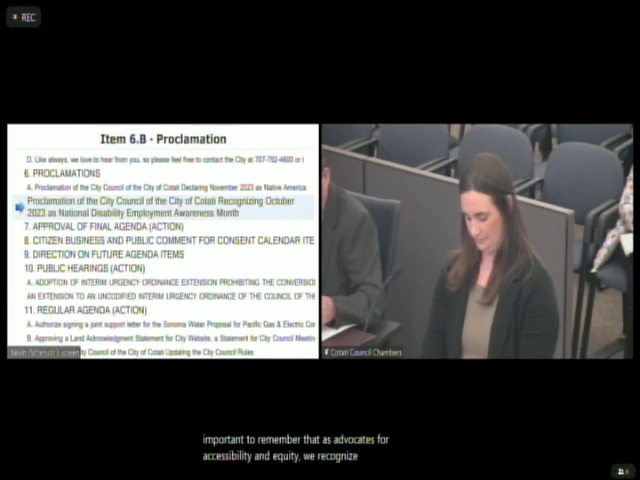 REC
Item 6.B - Proclamation
D. Like always, we love to hear from you, so please feel free to contact the City at 707-792-4600 or i
6. PROCLAMATIONS
A. Proclamation of the City Council of the City of Cotati Declaring November 2023 as Native America
Proclamation of the City Council of the City of Cotati Recognizing October
2023 as National Disability Employment Awareness Month
7. APPROVAL OF FINAL AGENDA (ACTION)
8. CITIZEN BUSINESS AND PUBLIC COMMENT FOR CONSENT CALENDAR ITE
9. DIRECTION ON FUTURE AGENDA ITEMS
10. PUBLIC HEARINGS (ACTION)
A. ADOPTION OF INTERIM URGENCY ORDINANCE EXTENSION PROHIBITING THE CONVERSIO
AN EXTENSION TO AN UNCODIFIED INTERIM URGENCY ORDINANCE OF THE COUNCIL OF TH
11. REGULAR AGENDA (ACTION)
A. Authorize signing a joint support letter for the Sonoma Water Proposal for Pacific Gas & Electric Co
B. Approving a Land Acknowledgment Statement for City Website, a Statement for City Council Meetin
by Council of the City of Cotati Updating the City Council Rules
Cotati Council Chambers
important to remember that as advocates for
accessibility and equity, we recognize